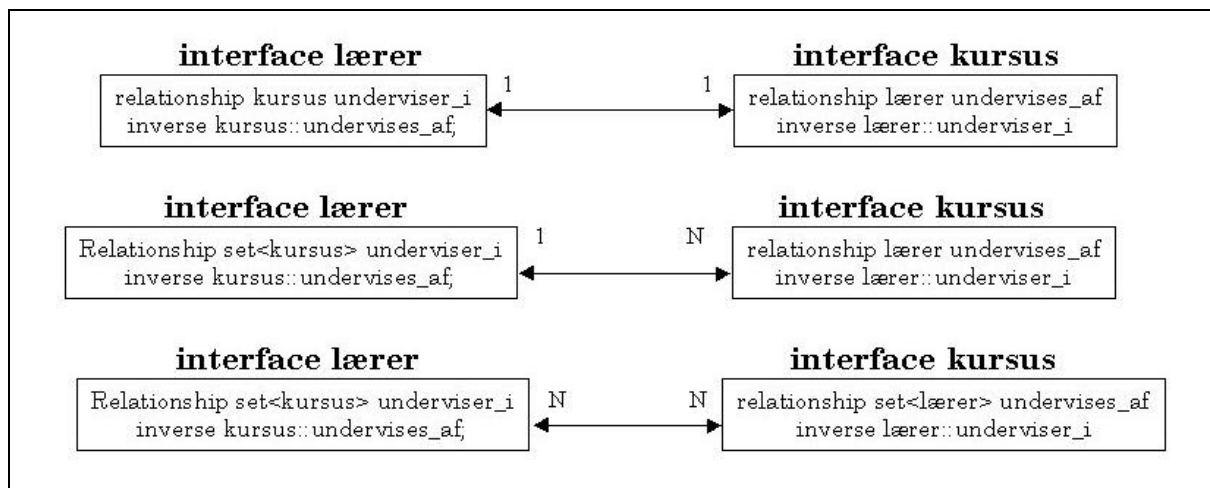 interface lærer
relationship kursus underviser_i
inverse kursus::undervises_af;
1
1
interface kursus
relationship lærer undervises_af
inverse lærer::underviser_i
interface lærer
Relationship set<kursus> underviser_i
inverse kursus::undervises_af;
1
N
interface kursus
relationship lærer undervises_af
inverse lærer::underviser_i
interface lærer
Relationship set<kursus> underviser_i
inverse kursus::undervises_af;
N
N
interface kursus
relationship set<lærer> undervises_af
inverse lærer::underviser_i